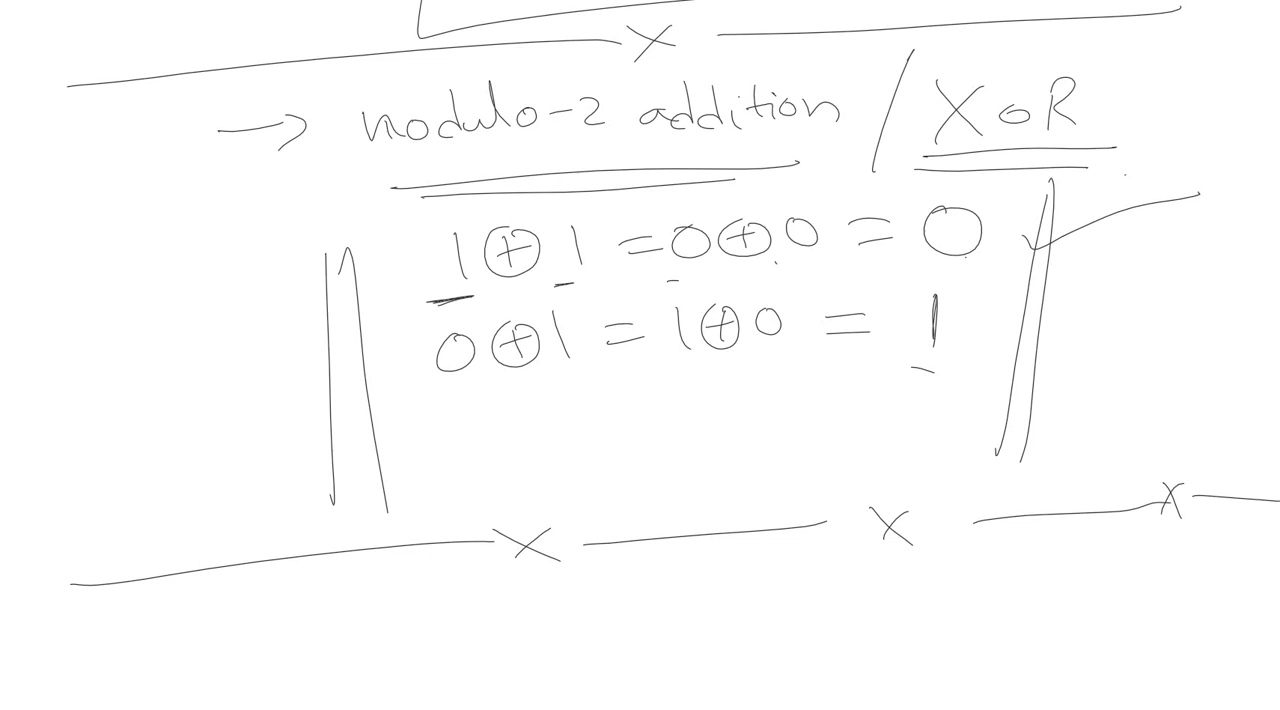 → modulo-2 addition / XOR
1 ⊕ 1 = 0 ⊕ 0 = 0
0 ⊕ 1 = 1 ⊕ 0 = 1